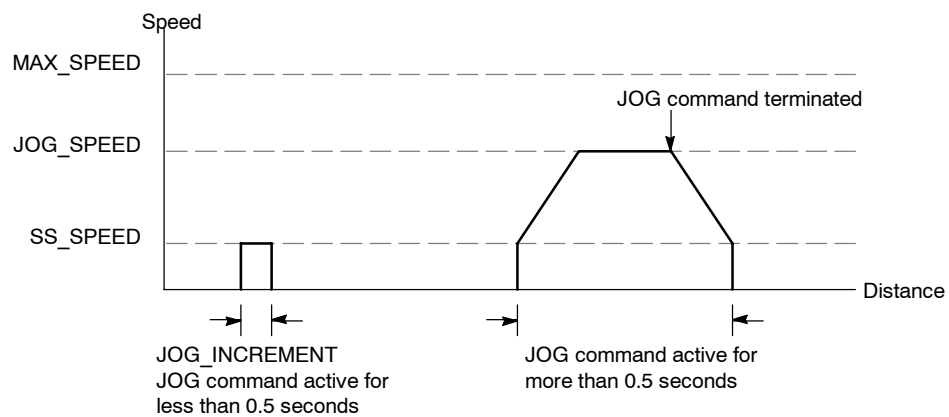 Speed
MAX_SPEED
JOG command terminated
JOG_SPEED
SS_SPEED
Distance
JOG_INCREMENT
JOG command active for
less than 0.5 seconds
JOG command active for
more than 0.5 seconds